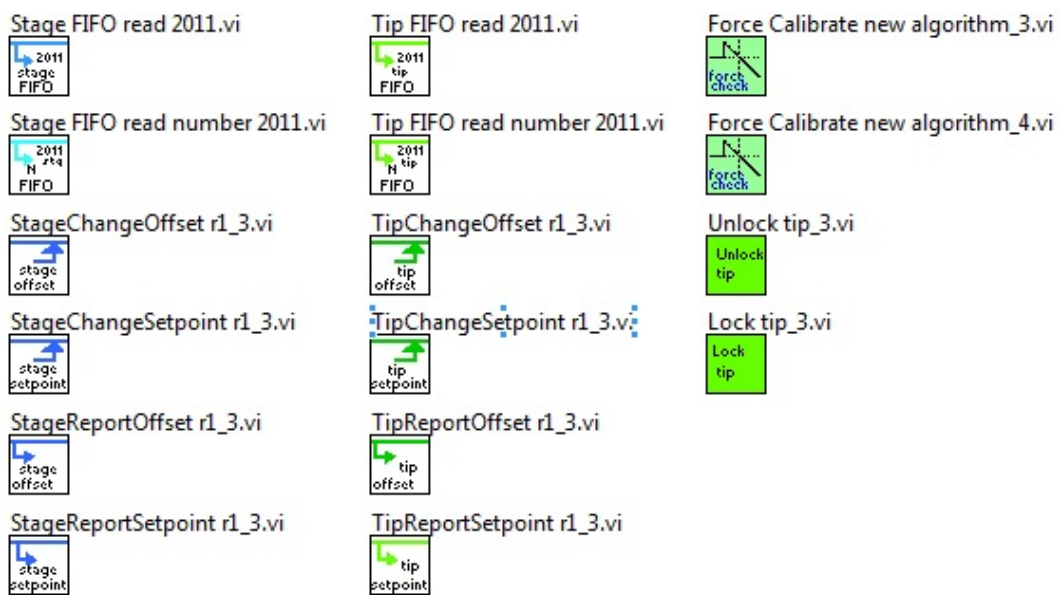 Stage FIFO read 2011.vi
2011
stage
FIFO
Tip FIFO read 2011.vi
2011
tip
FIFO
Force Calibrate new algorithm_3.vi
force
check
Stage FIFO read number 2011.vi
2011
stg
N
FIFO
Tip FIFO read number 2011.vi
2011
N tip
FIFO
Force Calibrate new algorithm_4.vi
force
check
StageChangeOffset r1_3.vi
stage
offset
TipChangeOffset r1_3.vi
tip
offset
Unlock tip_3.vi
Unlock
tip
StageChangeSetpoint r1_3.vi
stage
setpoint
TipChangeSetpoint r1_3.vi
tip
setpoint
Lock tip_3.vi
Lock
tip
StageReportOffset r1_3.vi
stage
offset
TipReportOffset r1_3.vi
tip
offset
StageReportSetpoint r1_3.vi
stage
setpoint
TipReportSetpoint r1_3.vi
tip
setpoint